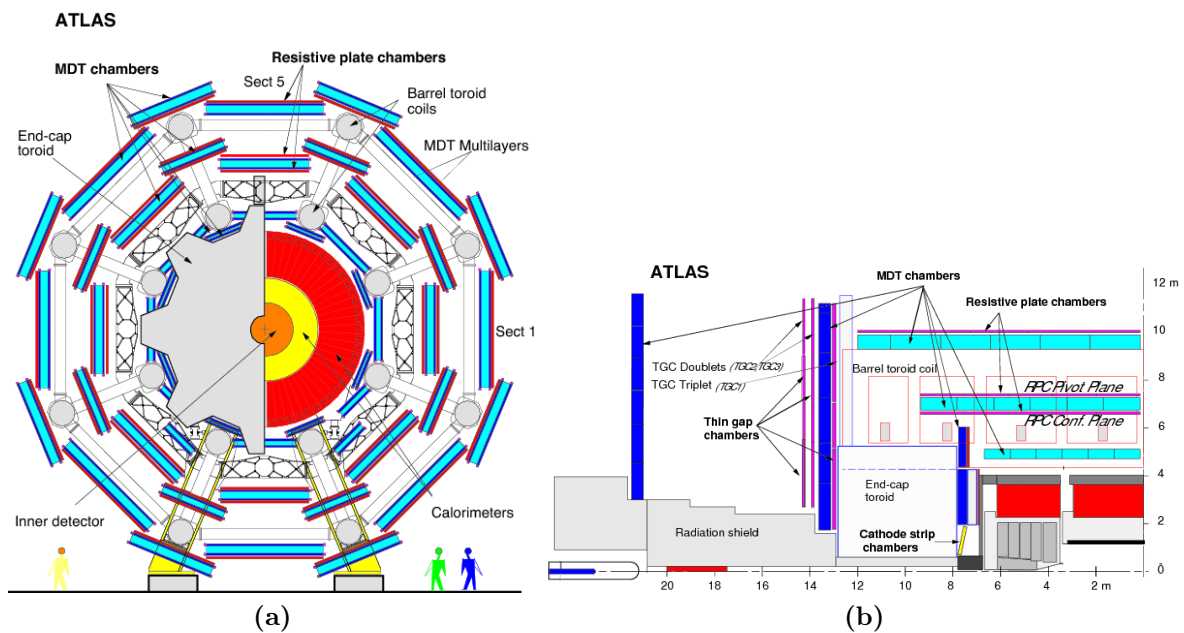 ATLAS
MDT chambers
Resistive plate chambers
Sect 5
Barrel toroid
coils
End-cap
toroid
MDT Multilayers
Sect 1
Inner detector
Calorimeters
(a)
ATLAS
MDT chambers
12 m
Resistive plate chambers
10
TGC Doublets (TGC2,TGC3)
TGC Triplet (TGC1)
Barrel toroid coil
8
RPC Pivot Plane
Thin gap
chambers
RPC Conf. Plane
6
End-cap
toroid
4
Radiation shield
Cathode strip
chambers
2
0
20
18
16
14
12
10
8
6
4
2 m
(b)